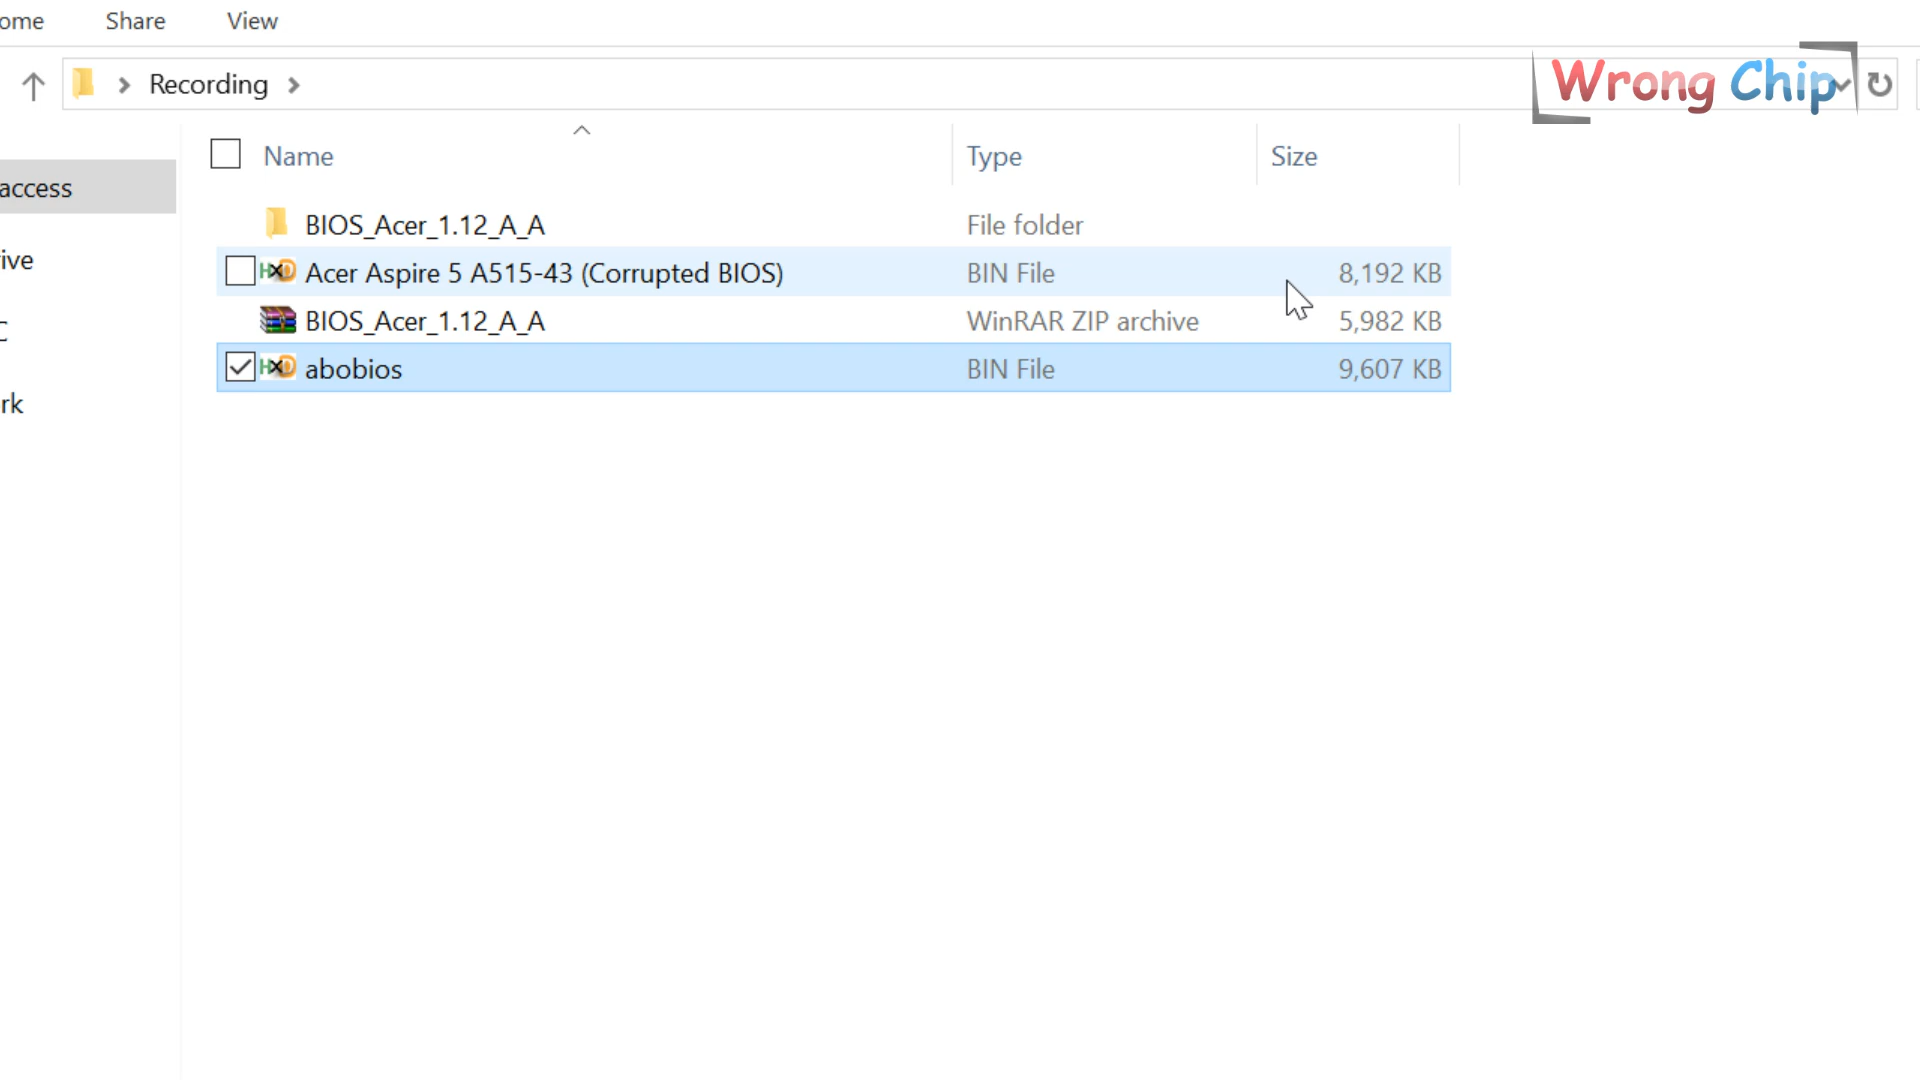 ome Share View
Recording
Wrong Chip
Name Type Size
access
BIOS_Acer_1.12_A_A File folder
ive
Acer Aspire 5 A515-43 (Corrupted BIOS) BIN File 8,192 KB
BIOS_Acer_1.12_A_A WinRAR ZIP archive 5,982 KB
C
abobios BIN File 9,607 KB
rk